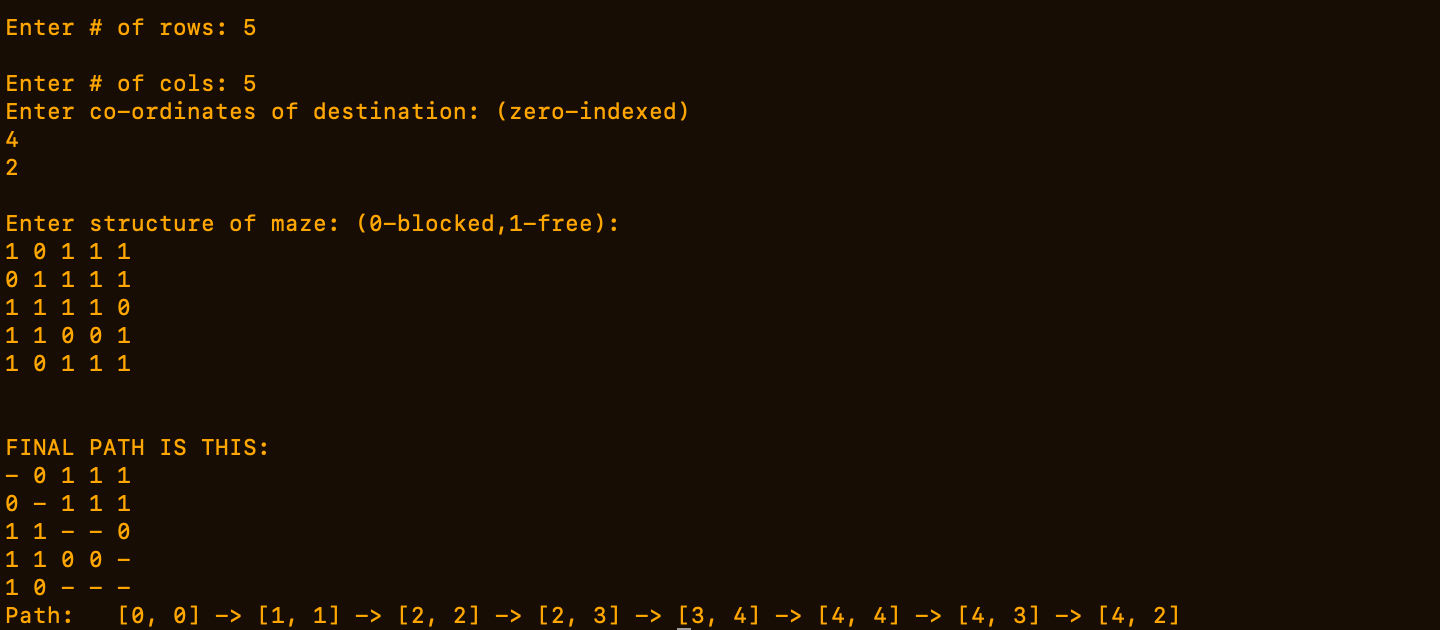 Enter # of rows: 5
Enter # of cols: 5
Enter co-ordinates of destination: (zero-indexed)
4
2
Enter structure of maze: (0-blocked,1-free):
1 0 1 1 1
0 1 1 1 1
1 1 1 1 0
1 1 0 0 1
1 0 1 1 1
FINAL PATH IS THIS:
- 0 1 1 1
0 - 1 1 1
1 1 - - 0
1 1 0 0 -
1 0 - - -
Path:   [0, 0] -> [1, 1] -> [2, 2] -> [2, 3] -> [3, 4] -> [4, 4] -> [4, 3] -> [4, 2]